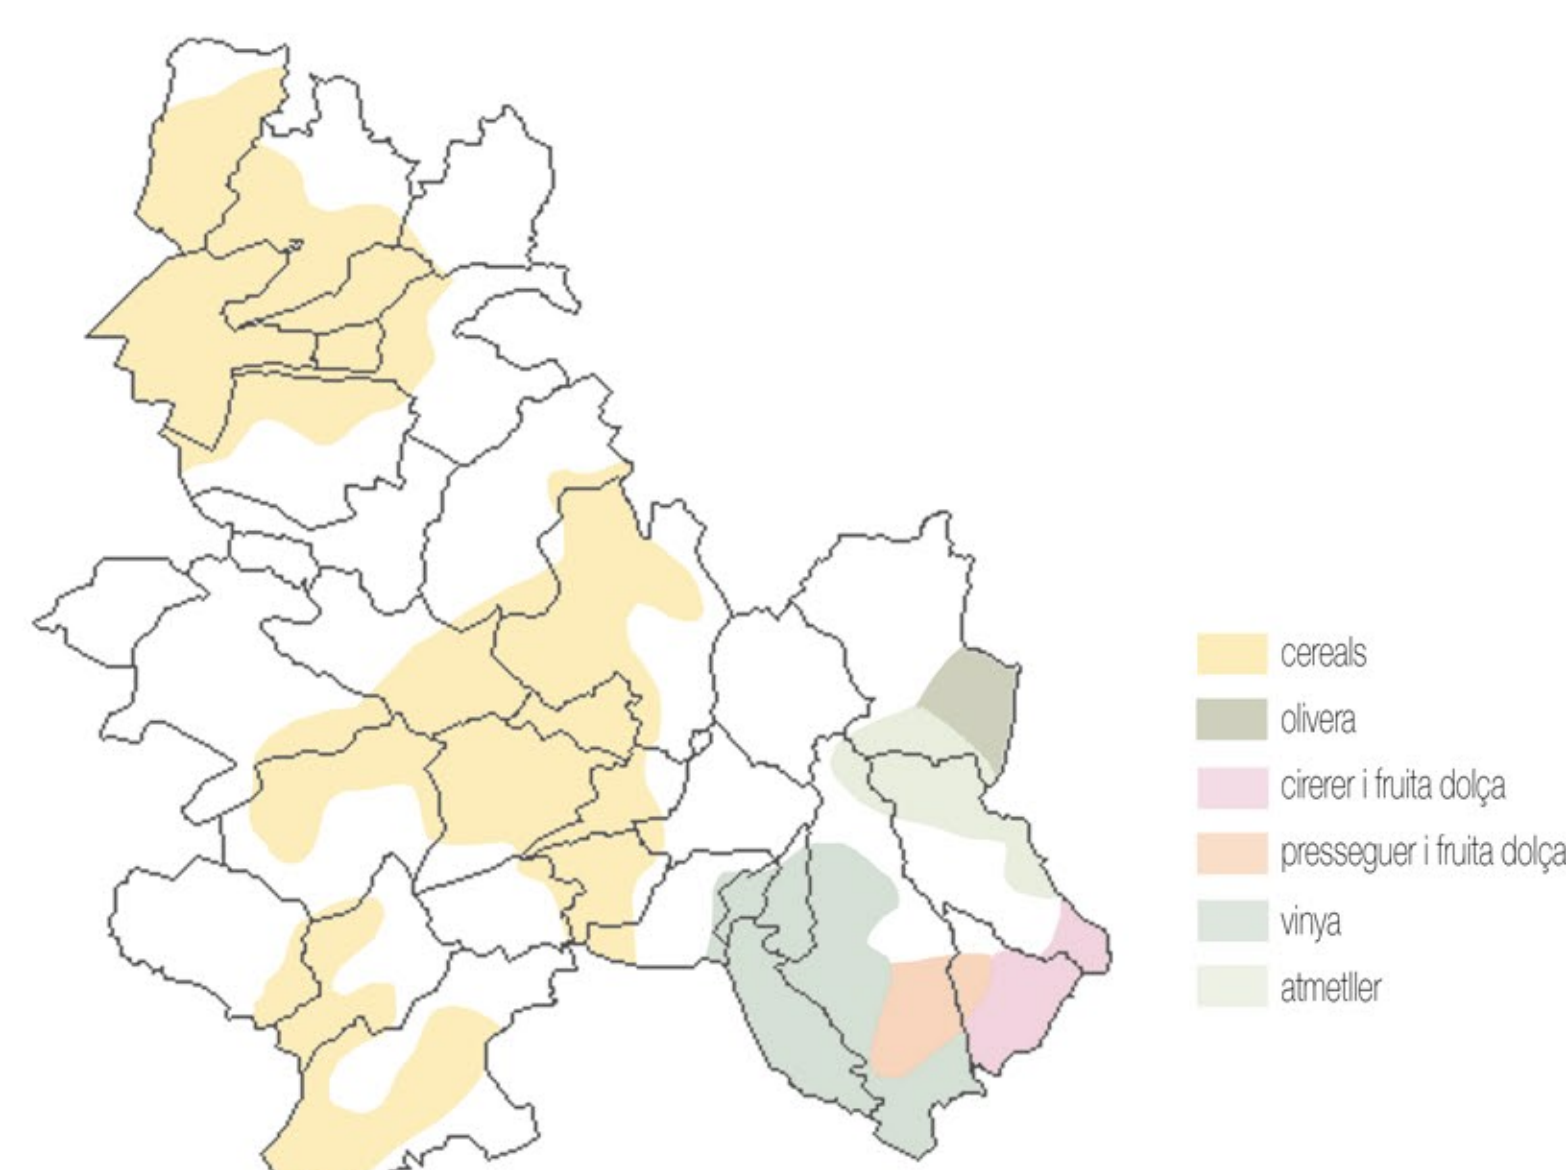 cereals
olivera
cirerer i fruita dolça
presseguer i fruita dolça
vinya
atmetller